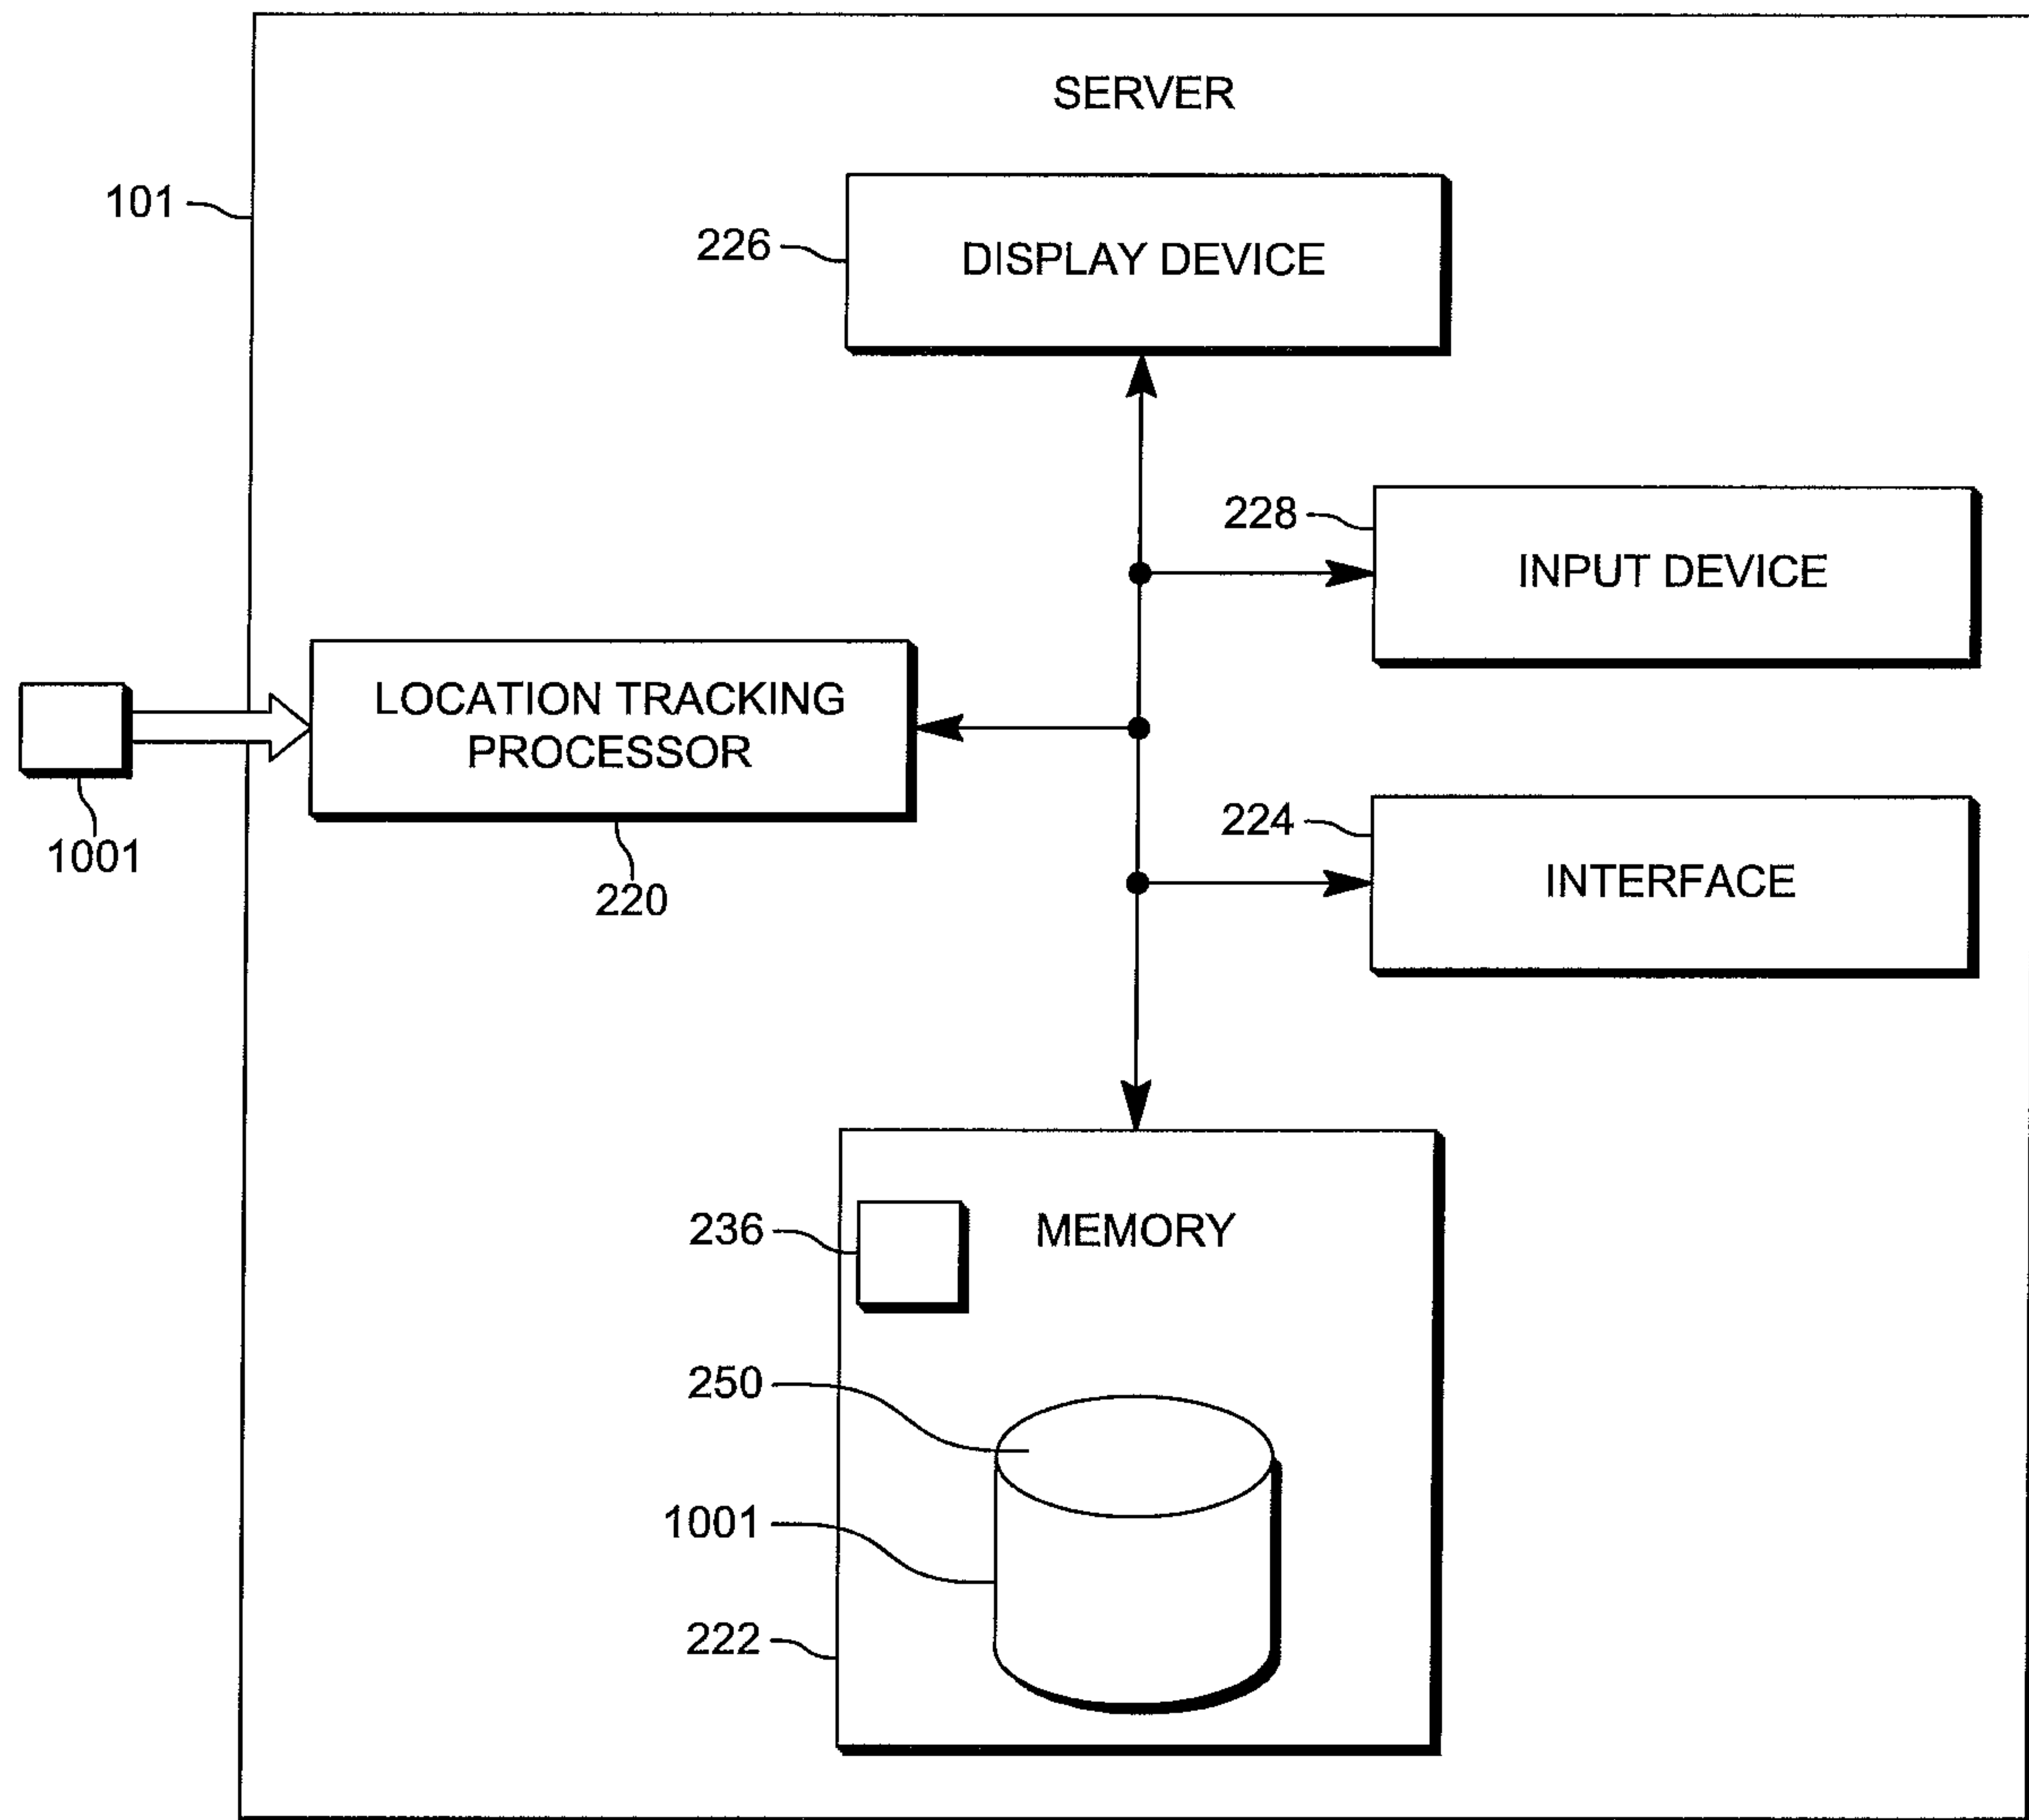 SERVER
101
226
DISPLAY DEVICE
228
INPUT DEVICE
LOCATION TRACKING
PROCESSOR
1001
220
224
INTERFACE
236
MEMORY
250
1001
222